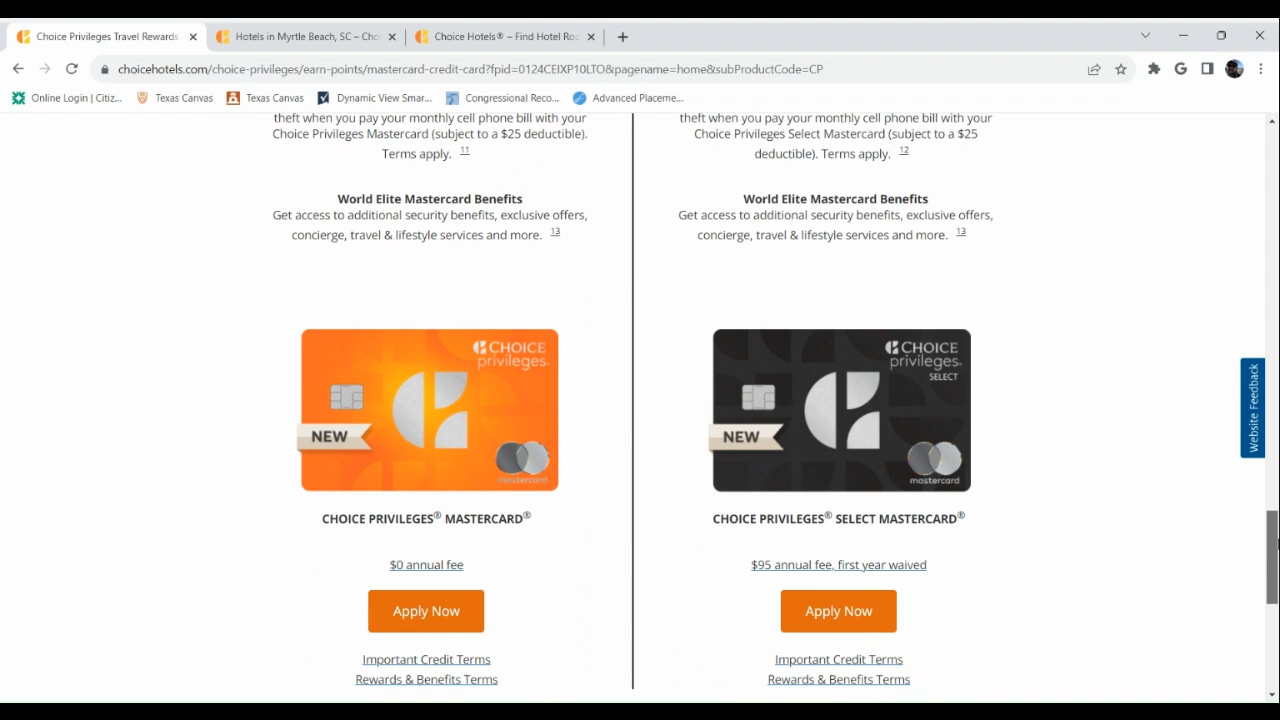 Choice Privileges Travel Rewards
Hotels in Myrtle Beach, SC – Cho
Choice Hotels® – Find Hotel Roo
choicehotels.com/choice-privileges/earn-points/mastercard-credit-card?fpid=0124CEIXP10LTO&pagename=home&subProductCode=CP
Online Login | Citiz...
Texas Canvas
Texas Canvas
Dynamic View Smar...
Congressional Reco...
Advanced Placeme...
theft when you pay your monthly cell phone bill with your
Choice Privileges Mastercard (subject to a $25 deductible).
Terms apply. 11
World Elite Mastercard Benefits
Get access to additional security benefits, exclusive offers,
concierge, travel & lifestyle services and more. 13
CHOICE
privileges
NEW
mastercard
CHOICE PRIVILEGES® MASTERCARD®
$0 annual fee
Apply Now
Important Credit Terms
Rewards & Benefits Terms
theft when you pay your monthly cell phone bill with your
Choice Privileges Select Mastercard (subject to a $25
deductible). Terms apply. 12
World Elite Mastercard Benefits
Get access to additional security benefits, exclusive offers,
concierge, travel & lifestyle services and more. 13
CHOICE
privileges
SELECT
NEW
mastercard
CHOICE PRIVILEGES® SELECT MASTERCARD®
$95 annual fee, first year waived
Apply Now
Important Credit Terms
Rewards & Benefits Terms
Website Feedback